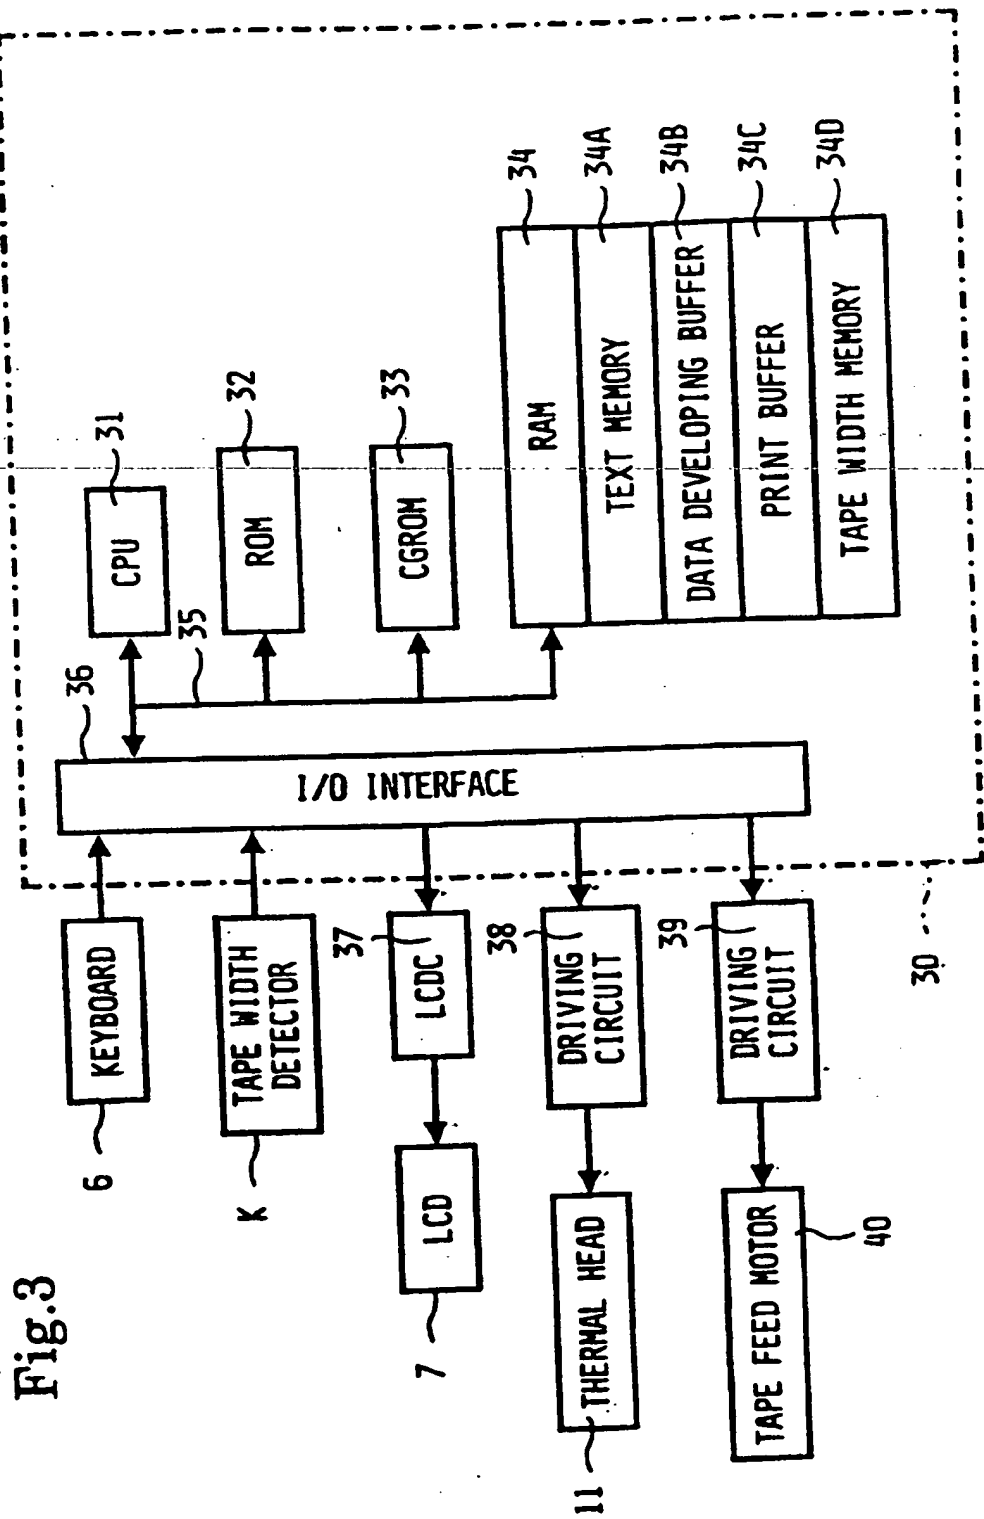 Fig.3
6
KEYBOARD
K
TAPE WIDTH
DETECTOR
7
LCD
LCDC
37
11
THERMAL HEAD
DRIVING
CIRCUIT
38
TAPE FEED MOTOR
40
DRIVING
CIRCUIT
39
30
I/O INTERFACE
36
35
CPU
31
ROM
32
CGROM
33
RAM
34
TEXT MEMORY
34A
DATA DEVELOPING BUFFER
34B
PRINT BUFFER
34C
TAPE WIDTH MEMORY
34D